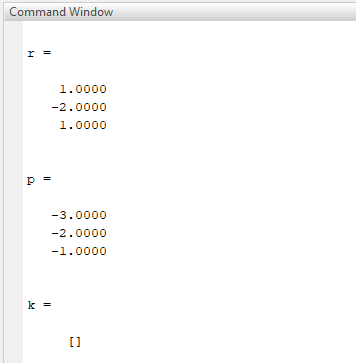 Command Window
r =
1.0000
-2.0000
1.0000
p =
-3.0000
-2.0000
-1.0000
k =
[]